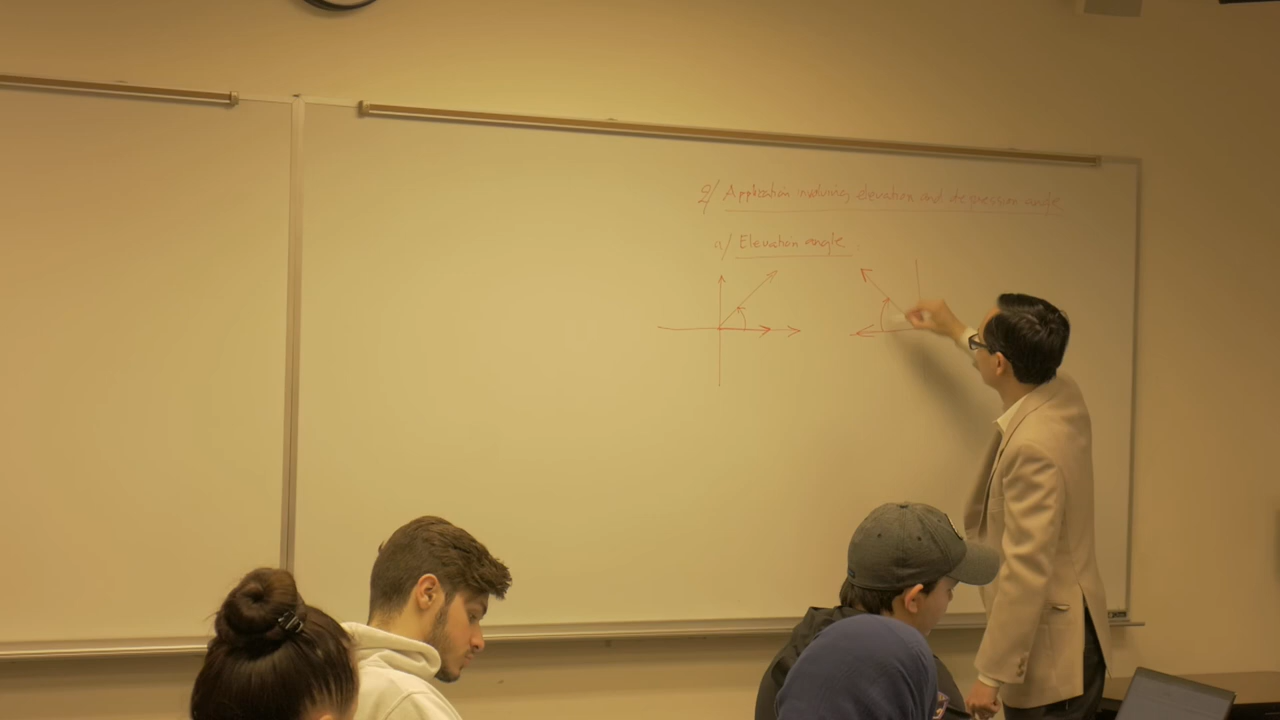 2/ Application involving elevation and depression angle
a/ Elevation angle